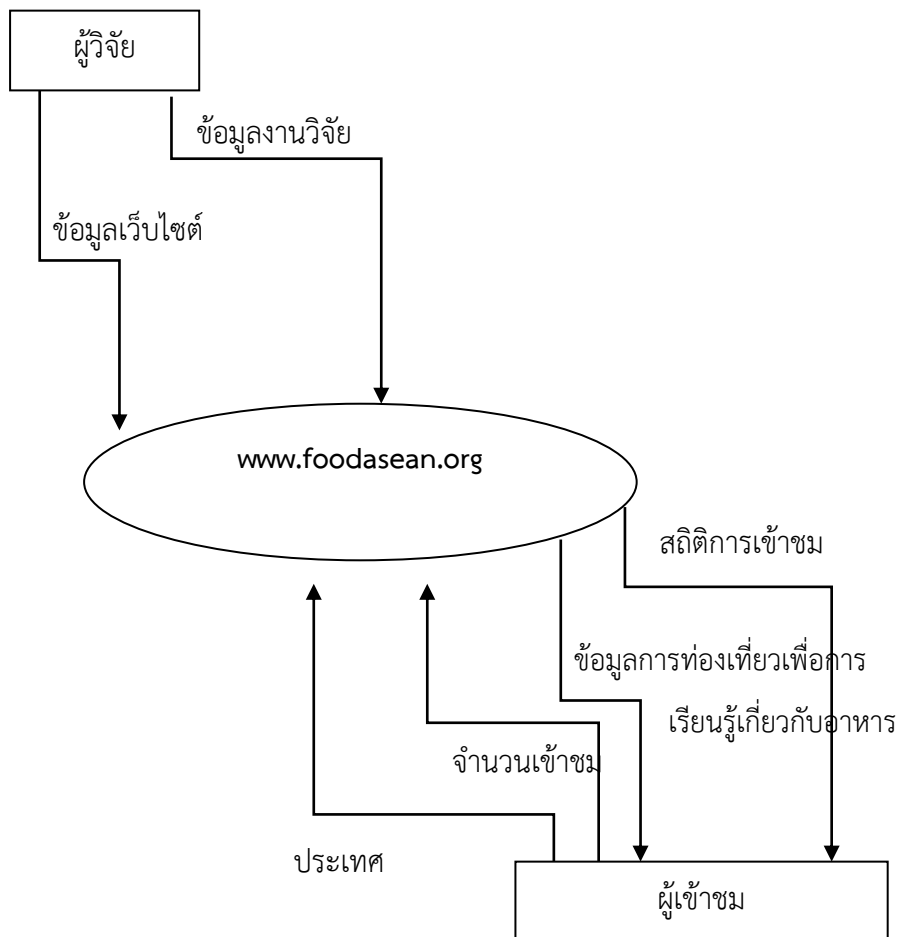 ผู้วิจัย
ข้อมูลงานวิจัย
ข้อมูลเว็บไซต์
www.foodasean.org
สถิติการเข้าชม
ข้อมูลการท่องเที่ยวเพื่อการ
เรียนรู้เกี่ยวกับอาหาร
จำนวนเข้าชม
ประเทศ
ผู้เข้าชม